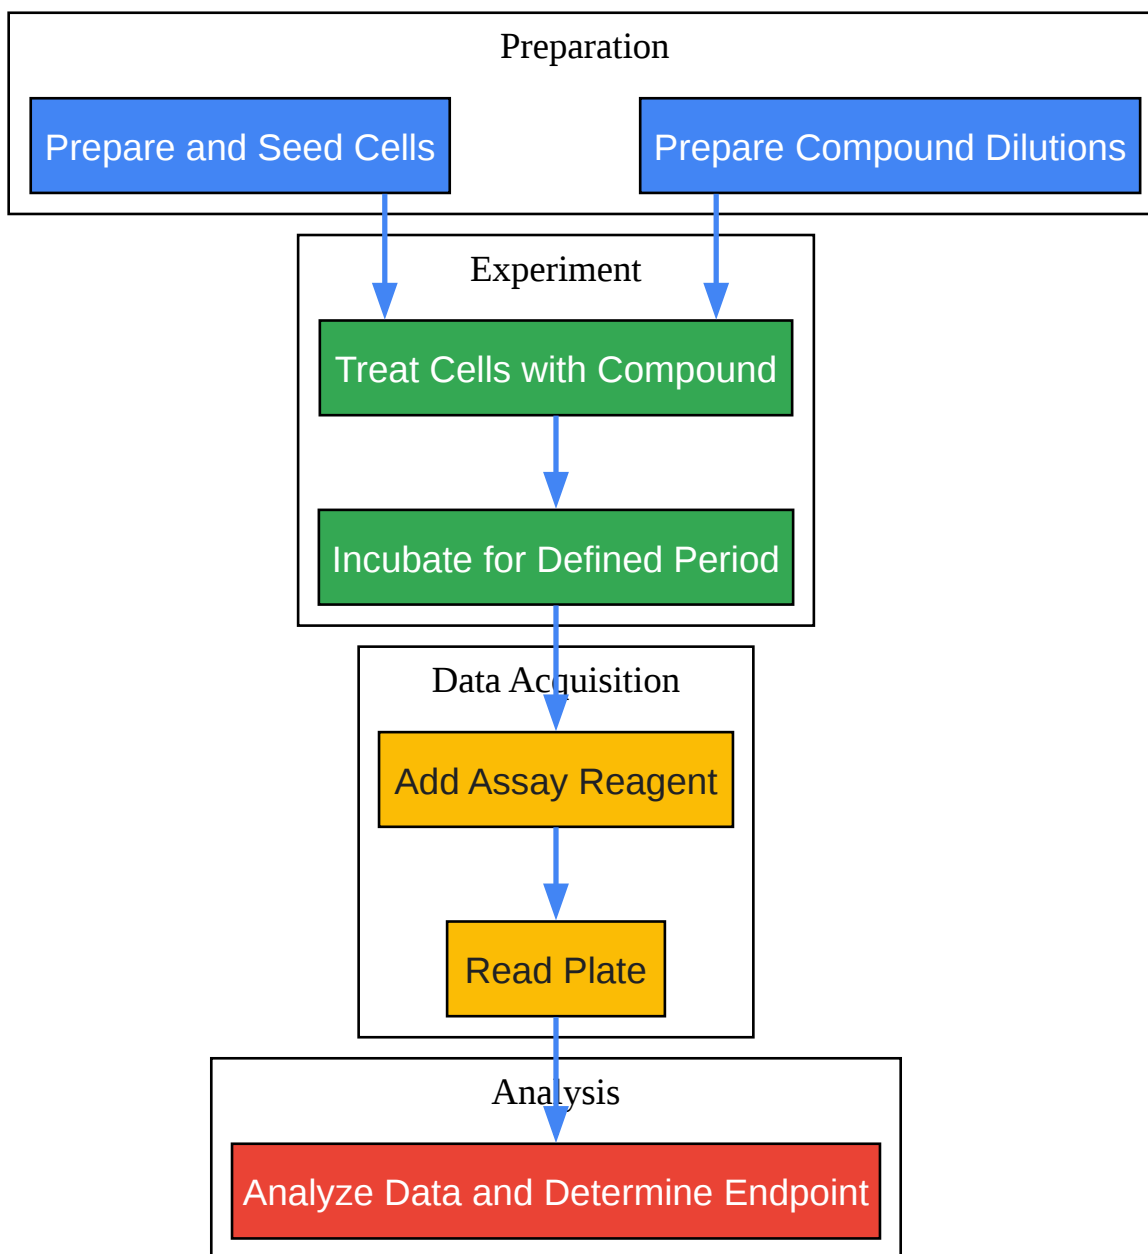 Preparation
Prepare and Seed Cells
Prepare Compound Dilutions
Experiment
Treat Cells with Compound
Incubate for Defined Period
Data Acquisition
Add Assay Reagent
Read Plate
Analysis
Analyze Data and Determine Endpoint